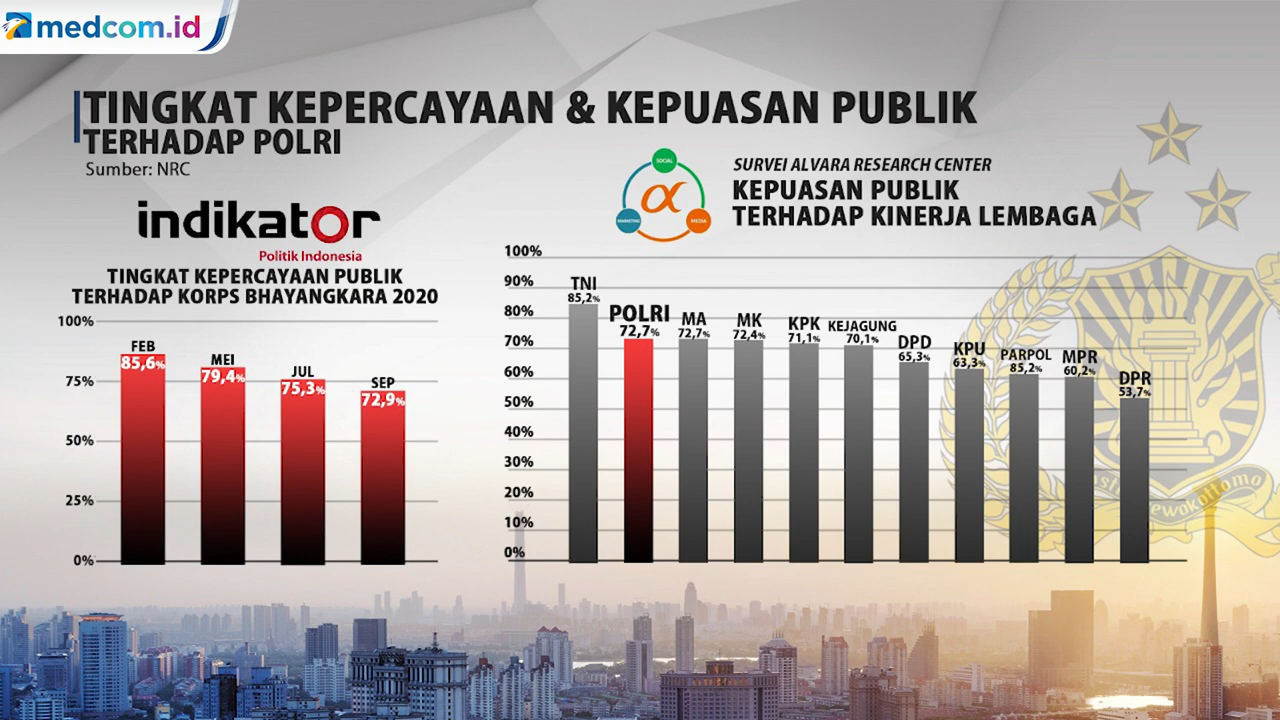 medcom.id
TINGKAT KEPERCAYAAN & KEPUASAN PUBLIK
TERHADAP POLRI
Sumber: NRC
indikator
Politik Indonesia
TINGKAT KEPERCAYAAN PUBLIK
TERHADAP KORPS BHAYANGKARA 2020
100%
75%
50%
25%
0%
FEB
85,6%
MEI
79,4%
JUL
75,3%
SEP
72,9%
SOCIAL
α
MARKETING
MEDIA
SURVEI ALVARA RESEARCH CENTER
KEPUASAN PUBLIK
TERHADAP KINERJA LEMBAGA
100%
90%
80%
70%
60%
50%
40%
30%
20%
10%
0%
TNI
85,2%
POLRI
72,7%
MA
72,7%
MK
72,4%
KPK
71,1%
KEJAGUNG
70,1%
DPD
65,3%
KPU
63,3%
PARPOL
85,2%
MPR
60,2%
DPR
53,7%